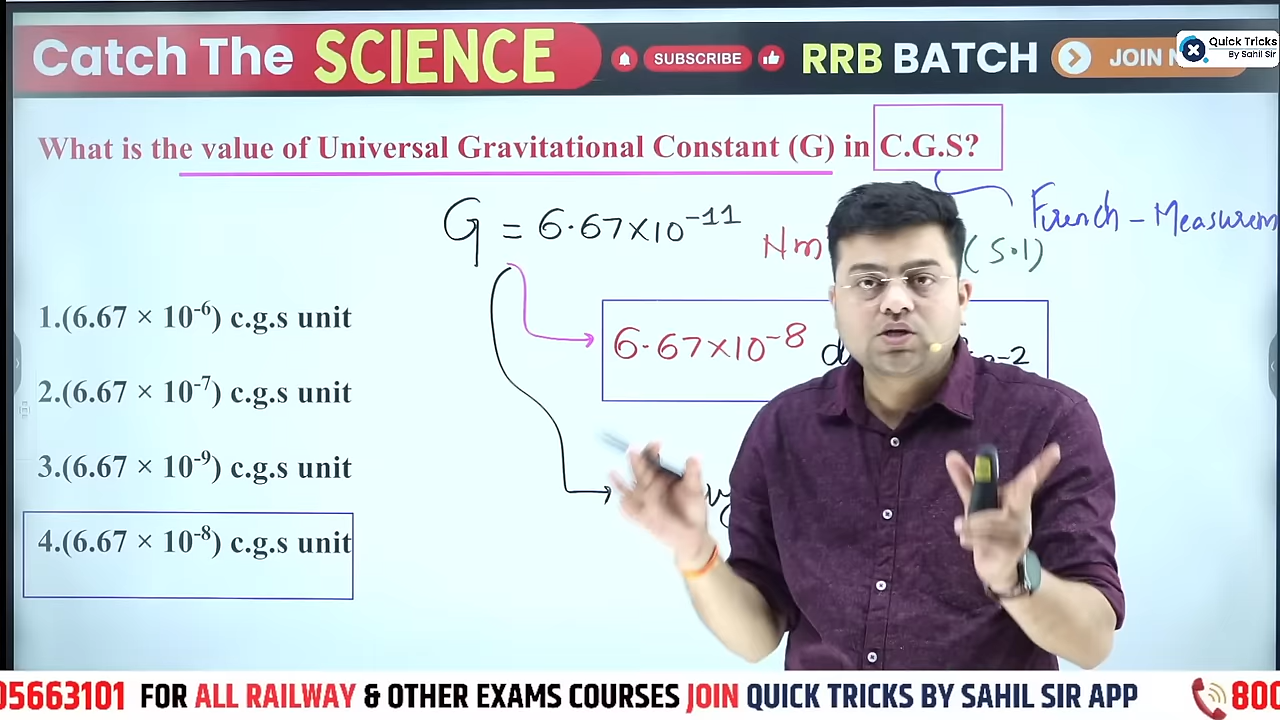 Catch The SCIENCE SUBSCRIBE RRB BATCH JOIN
Quick Tricks
By Sahil Sir
What is the value of Universal Gravitational Constant (G) in C.G.S?
French - Measurem
G = 6.67×10⁻¹¹ Nm (S.I)
1.(6.67 × 10⁻⁶) c.g.s unit
6.67×10⁻⁸
2.(6.67 × 10⁻⁷) c.g.s unit
3.(6.67 × 10⁻⁹) c.g.s unit
4.(6.67 × 10⁻⁸) c.g.s unit
05663101 FOR ALL RAILWAY & OTHER EXAMS COURSES JOIN QUICK TRICKS BY SAHIL SIR APP 800